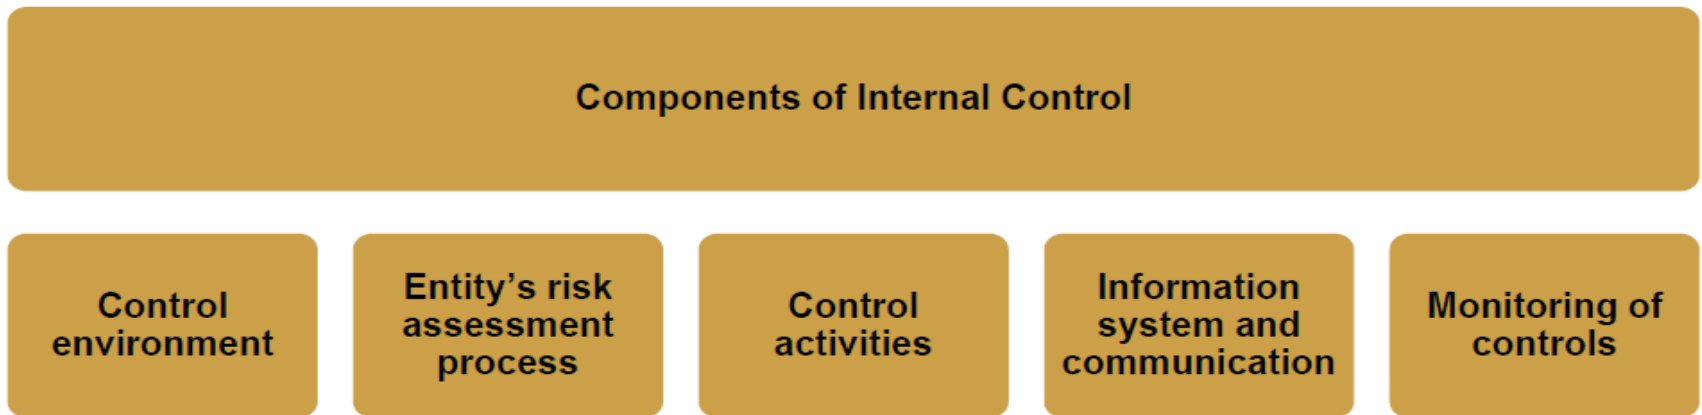 Components of Internal Control
Control
environment
Entity's risk
assessment
process
Control
activities
Information
system and
communication
Monitoring of
controls